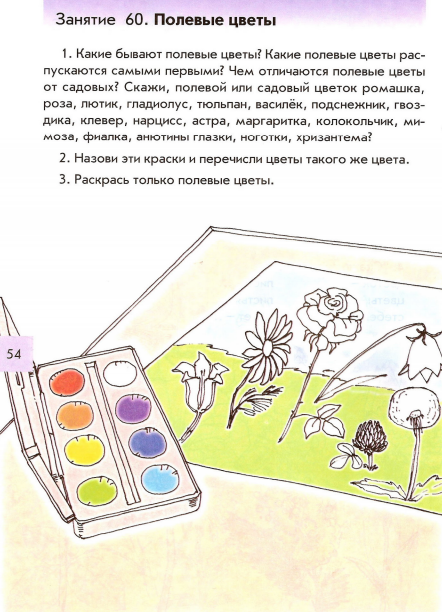 Занятие 60. Полевые цветы
1. Какие бывают полевые цветы? Какие полевые цветы рас-
пускаются самыми первыми? Чем отличаются полевые цветы
от садовых? Скажи, полевой или садовый цветок ромашка,
роза, лютик, гладиолус, тюльпан, василёк, подснежник, гвоз-
дика, клевер, нарцисс, астра, маргаритка, колокольчик, ми-
моза, фиалка, анютины глазки, ноготки, хризантема?
2. Назови эти краски и перечисли цветы такого же цвета.
3. Раскрась только полевые цветы.
54